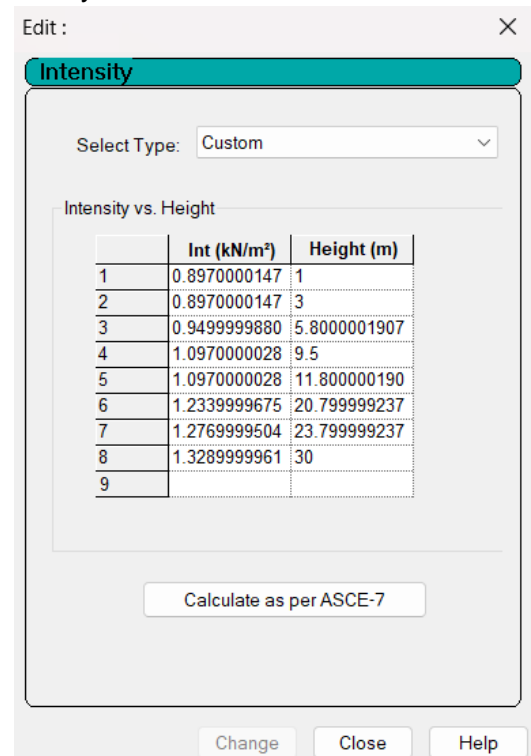 Edit :
Intensity
Select Type: Custom
Intensity vs. Height
Int (kN/m²) Height (m)
1 0.8970000147 1
2 0.8970000147 3
3 0.9499999880 5.8000001907
4 1.0970000028 9.5
5 1.0970000028 11.800000190
6 1.2339999675 20.799999237
7 1.2769999504 23.799999237
8 1.3289999961 30
9
Calculate as per ASCE-7
Change Close Help